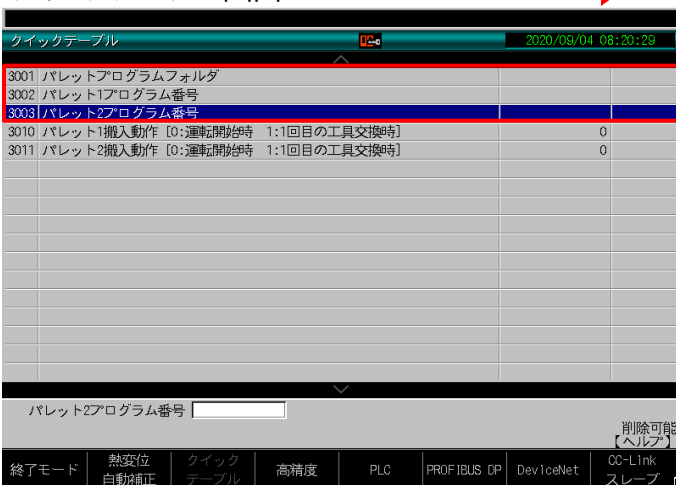 クイックテーブル 2020/09/04 08:20:29
3001 パレットプログラムフォルダ
3002 パレット1プログラム番号
3003 パレット2プログラム番号
3010 パレット1搬入動作 [0:運転開始時 1:1回目の工具交換時] 0
3011 パレット2搬入動作 [0:運転開始時 1:1回目の工具交換時] 0
パレット2プログラム番号
削除可能
【ヘルプ】
終了モード 熱変位自動補正 クイックテーブル 高精度 PLC PROFIBUS DP DeviceNet CC-Linkスレーブ